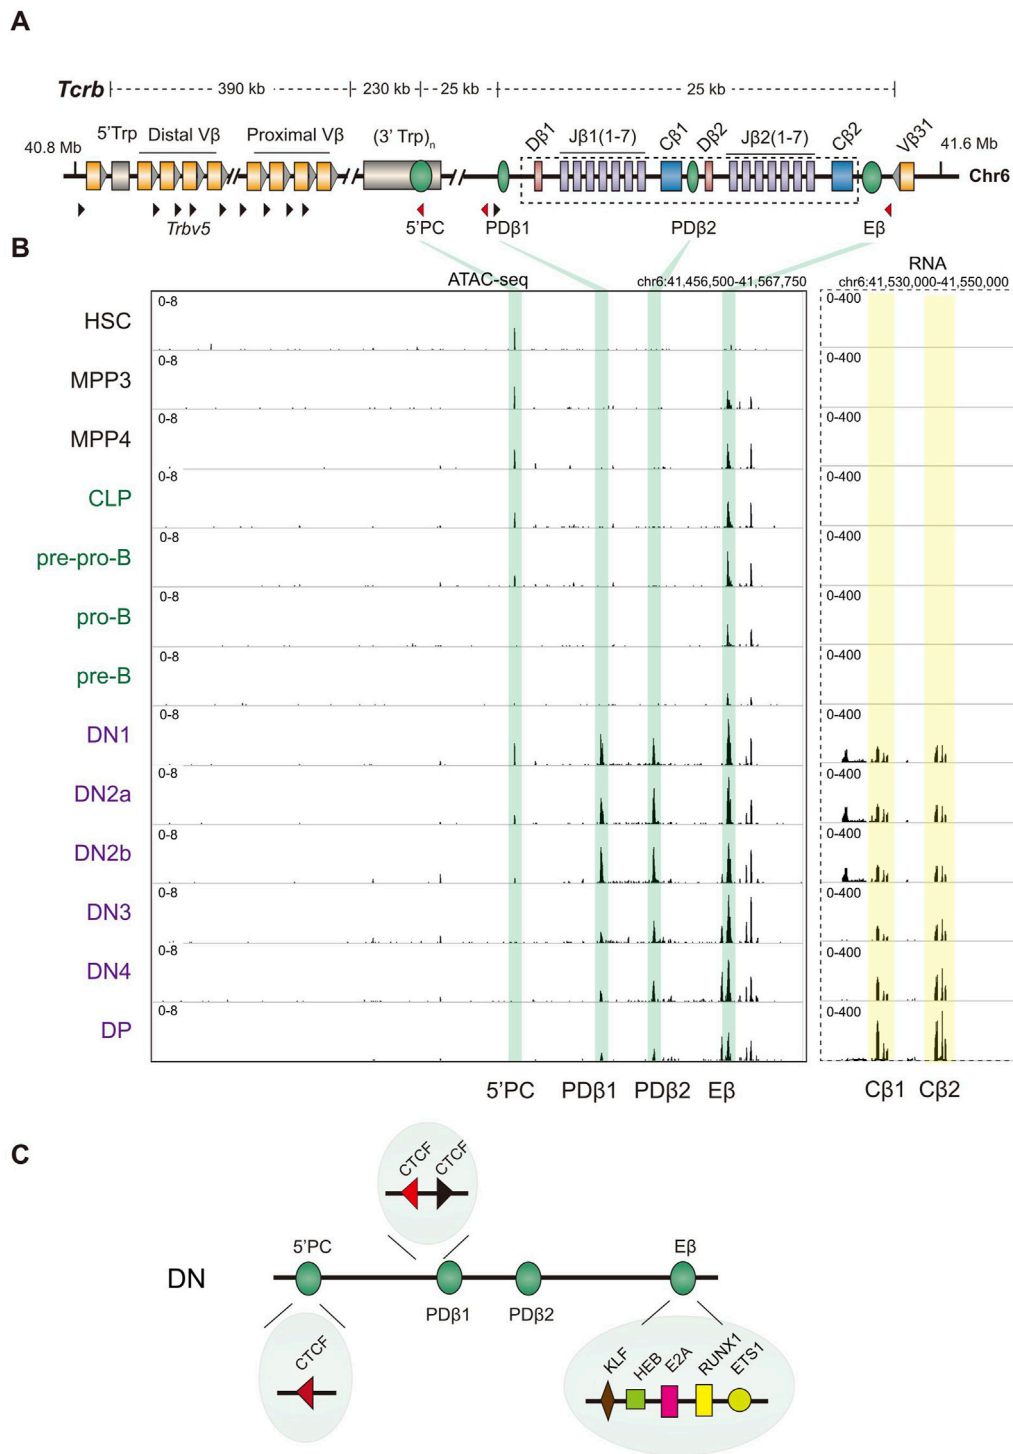 A
Tcrb 390 kb 230 kb 25 kb 25 kb
5'Trp Distal Vβ Proximal Vβ (3' Trp)n Dβ1 Jβ1(1-7) Cβ1 Dβ2 Jβ2(1-7) Cβ2 Vβ31
40.8 Mb 41.6 Mb
Chr6
Trbv5 5'PC PDβ1 PDβ2 Eβ
B
ATAC-seq chr6:41,456,500-41,567,750
RNA
chr6:41,530,000-41,550,000
HSC 0-8 0-400
MPP3 0-8 0-400
MPP4 0-8 0-400
CLP 0-8 0-400
pre-pro-B 0-8 0-400
pro-B 0-8 0-400
pre-B 0-8 0-400
DN1 0-8 0-400
DN2a 0-8 0-400
DN2b 0-8 0-400
DN3 0-8 0-400
DN4 0-8 0-400
DP 0-8 0-400
5'PC PDβ1 PDβ2 Eβ Cβ1 Cβ2
C
CTCF CTCF
5'PC Eβ
DN
PDβ1 PDβ2
CTCF
KLF HEB E2A RUNX1 ETS1